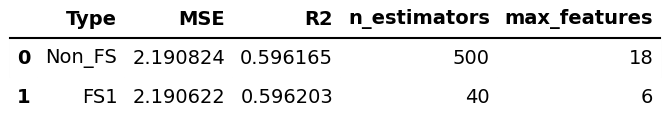 Type MSE R2 n_estimators max_features
0 Non_FS 2.190824 0.596165 500 18
1 FS1 2.190622 0.596203 40 6